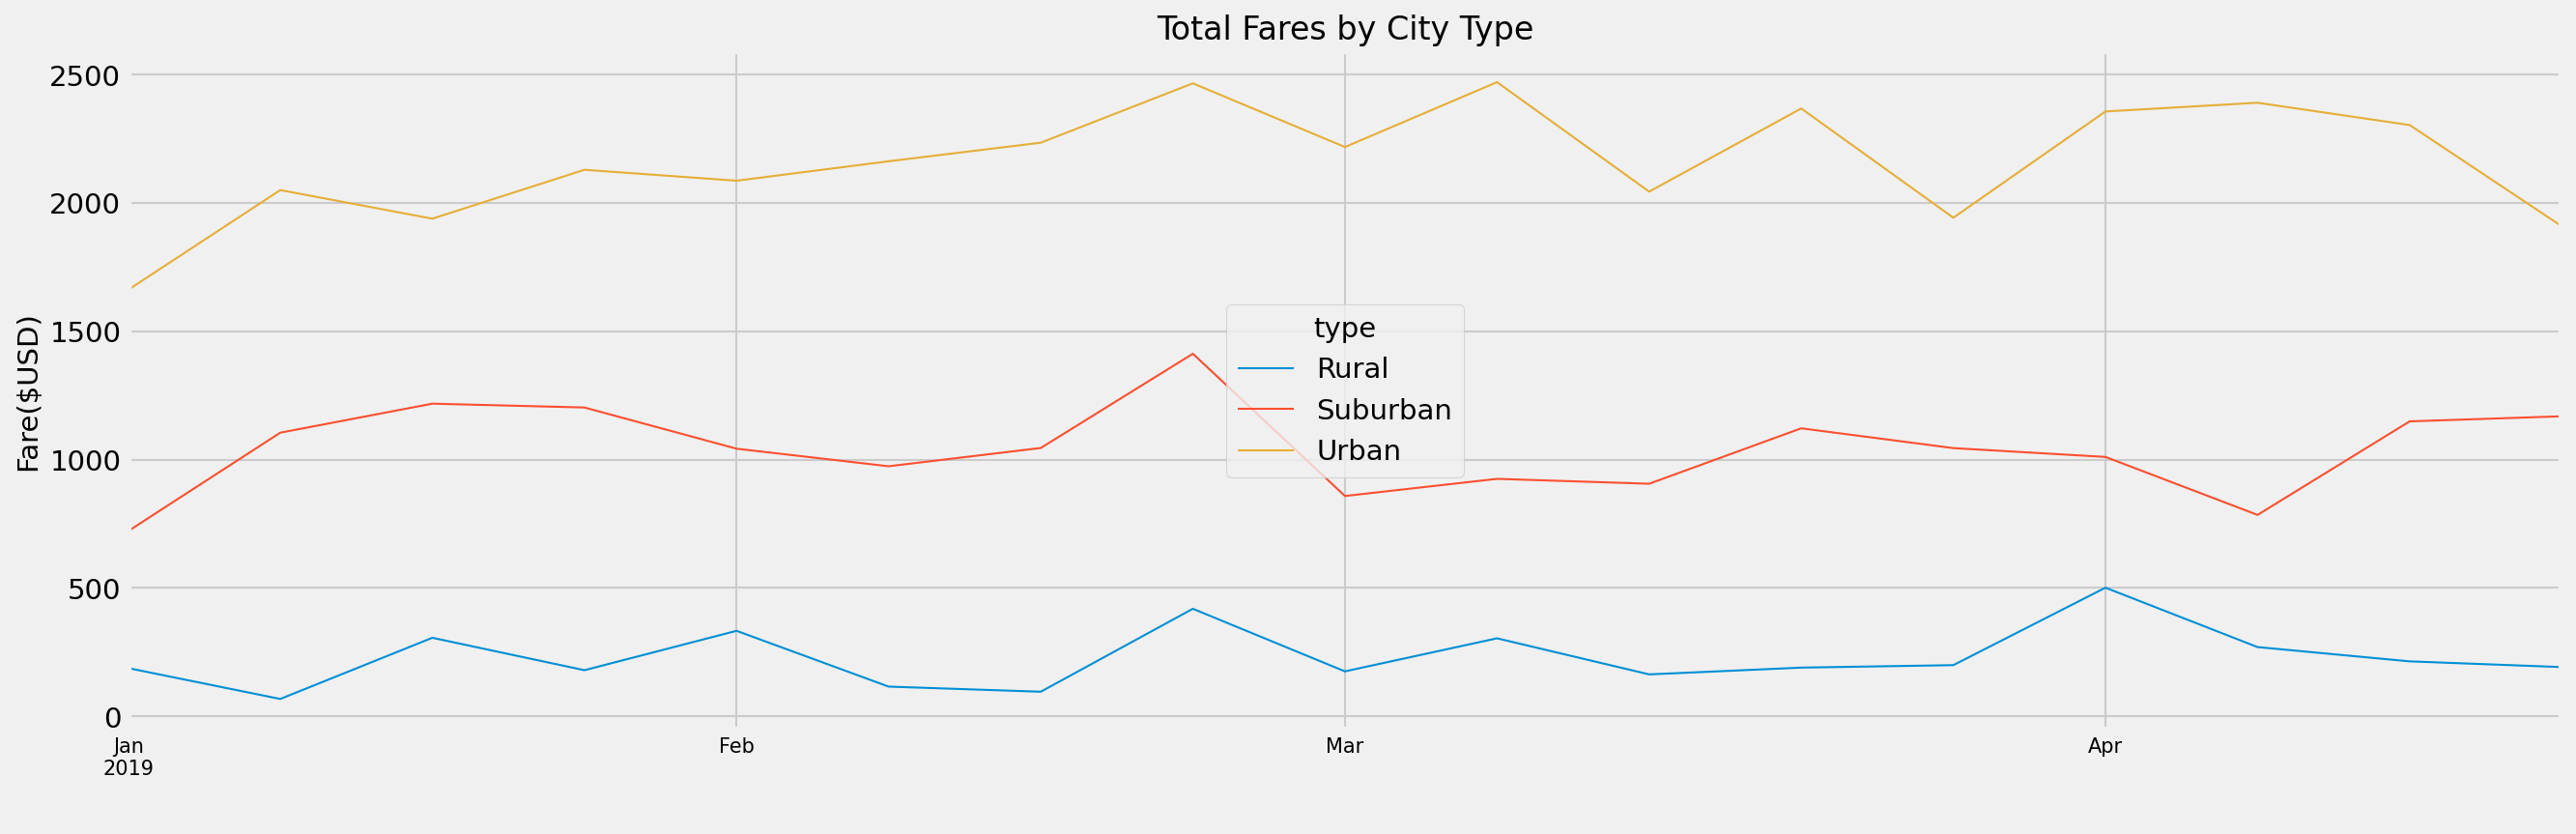 Total Fares by City Type
Fare($USD)
2500
2000
1500
1000
500
0
type
Rural
Suburban
Urban
Jan
2019
Feb
Mar
Apr